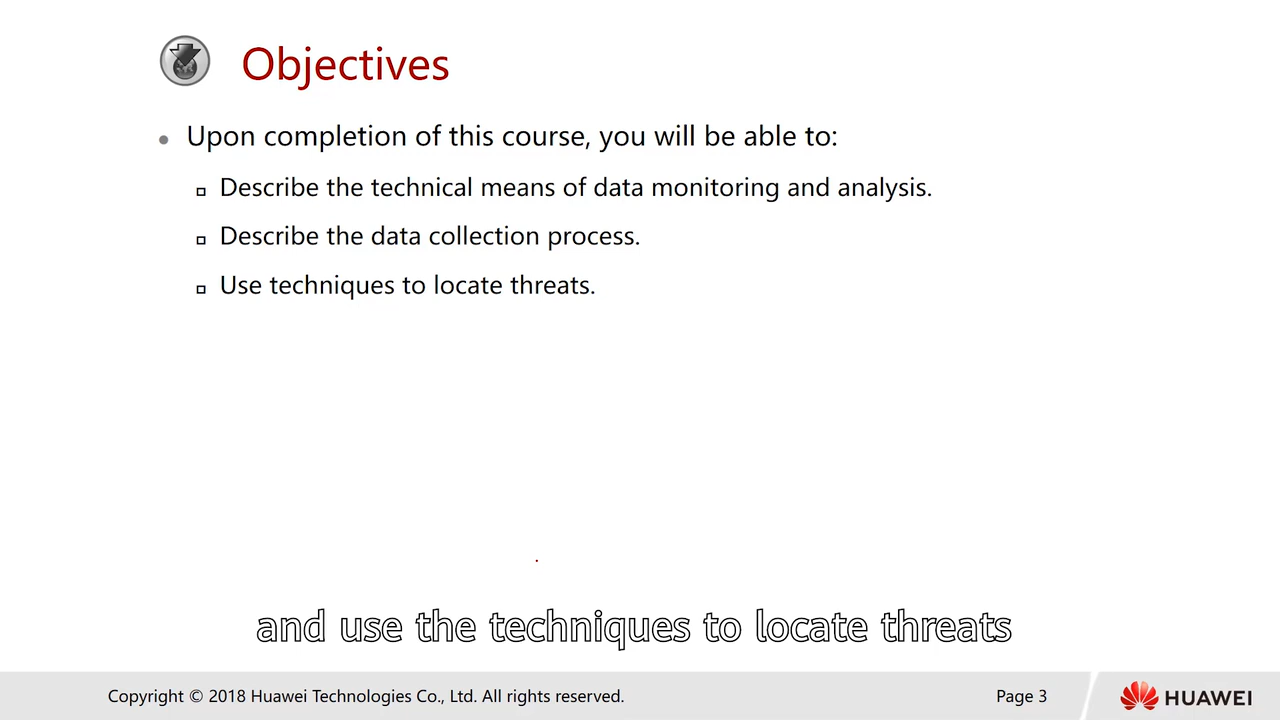 Objectives
Upon completion of this course, you will be able to:
Describe the technical means of data monitoring and analysis.
Describe the data collection process.
Use techniques to locate threats.
and use the techniques to locate threats
Copyright © 2018 Huawei Technologies Co., Ltd. All rights reserved.
Page 3
HUAWEI